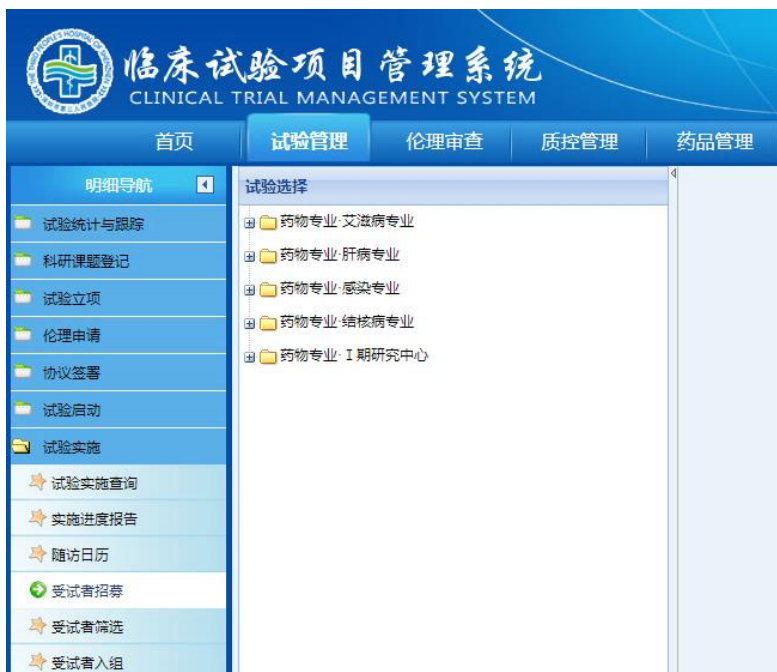 临床试验项目管理系统
CLINICAL TRIAL MANAGEMENT SYSTEM
首页 试验管理 伦理审查 质控管理 药品管理
明细导航
试验统计与跟踪
科研课题登记
试验立项
伦理申请
协议签署
试验启动
试验实施
试验实施查询
实施进度报告
随访日历
受试者招募
受试者筛选
受试者入组
试验选择
药物专业·艾滋病专业
药物专业·肝病专业
药物专业·感染专业
药物专业·结核病专业
药物专业·Ⅰ期研究中心